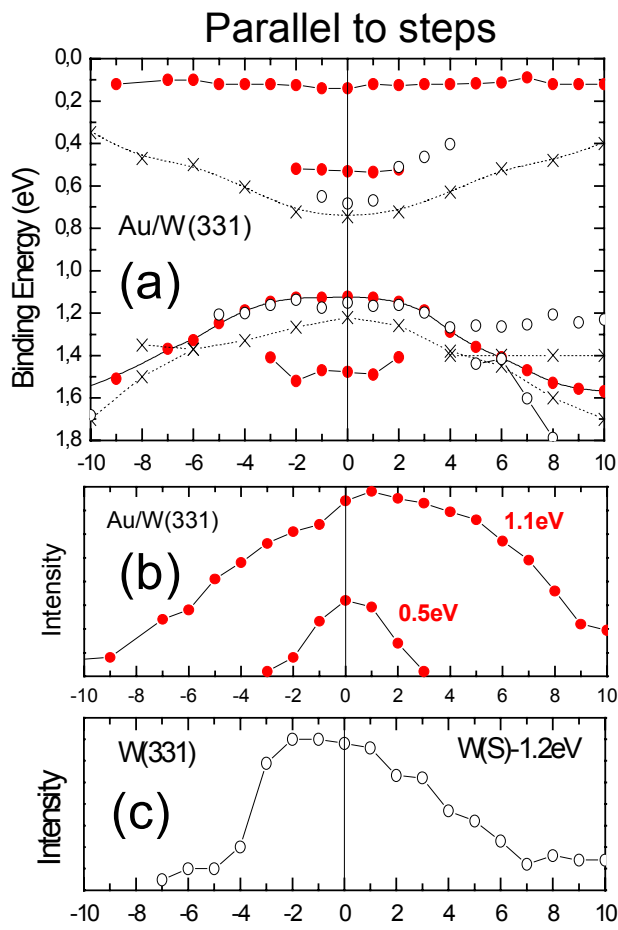 Parallel to steps
0,0
0,2
0,4
0,6
0,8
1,0
1,2
1,4
1,6
1,8
Binding Energy (eV)
Au/W(331)
(a)
-10 -8 -6 -4 -2 0 2 4 6 8 10
Au/W(331)
1.1eV
(b)
Intensity
0.5eV
-10 -8 -6 -4 -2 0 2 4 6 8 10
W(331) W(S)-1.2eV
(c)
Intensity
-10 -8 -6 -4 -2 0 2 4 6 8 10